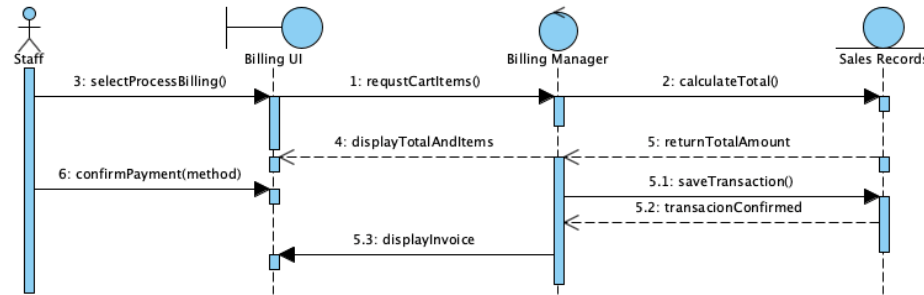 Staff
Billing UI
Billing Manager
Sales Records
3: selectProcessBilling()
1: requstCartItems()
2: calculateTotal()
4: displayTotalAndItems
5: returnTotalAmount
6: confirmPayment(method)
5.1: saveTransaction()
5.2: transacionConfirmed
5.3: displayInvoice